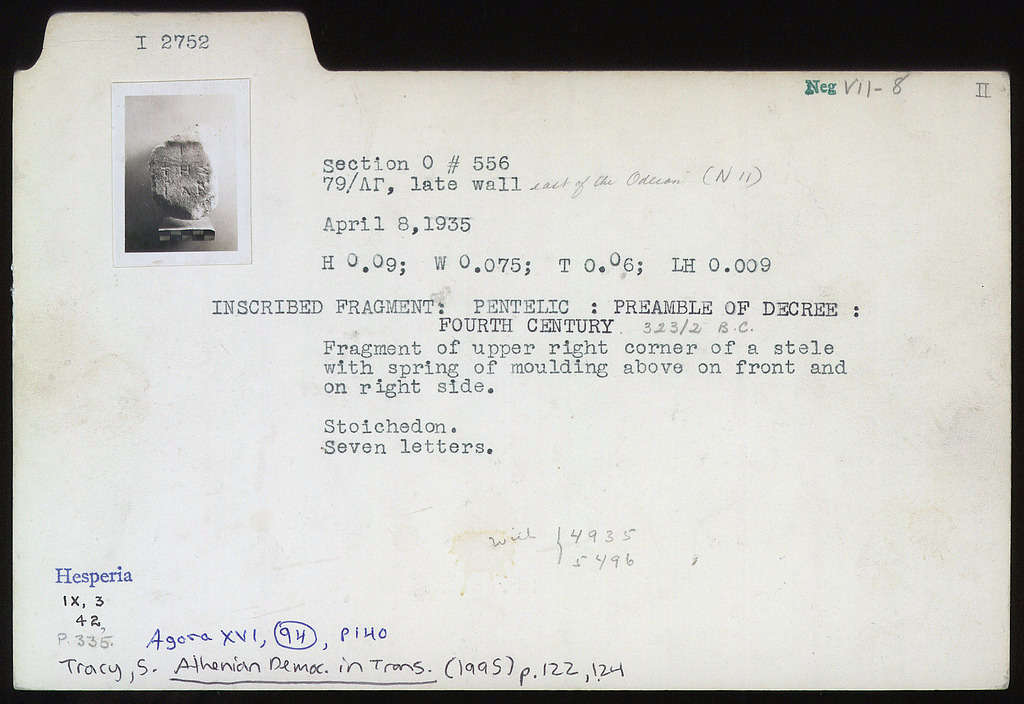 I 2752
Neg VII-8
II
Section O # 556
79/ΛΓ, late wall east of the Odeion (N 11)
April 8,1935
H 0.09; W 0.075; T 0.06; LH 0.009
INSCRIBED FRAGMENT: PENTELIC : PREAMBLE OF DECREE :
FOURTH CENTURY 323/2 B.C.
Fragment of upper right corner of a stele
with spring of moulding above on front and
on right side.
Stoichedon.
Seven letters.
with } 4935
5496
Hesperia
IX, 3
42,
P. 335.
Agora XVI, 94, P140
Tracy, S. Athenian Democ. in Trans. (1995) p. 122, 124